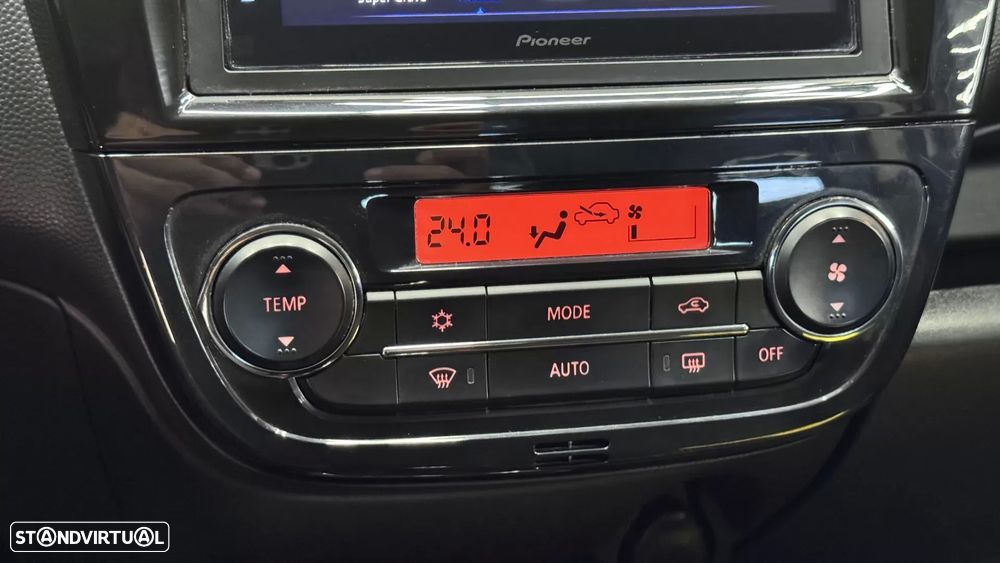 Pioneer
24.0
TEMP
MODE
AUTO
OFF
STANDVIRTUAL